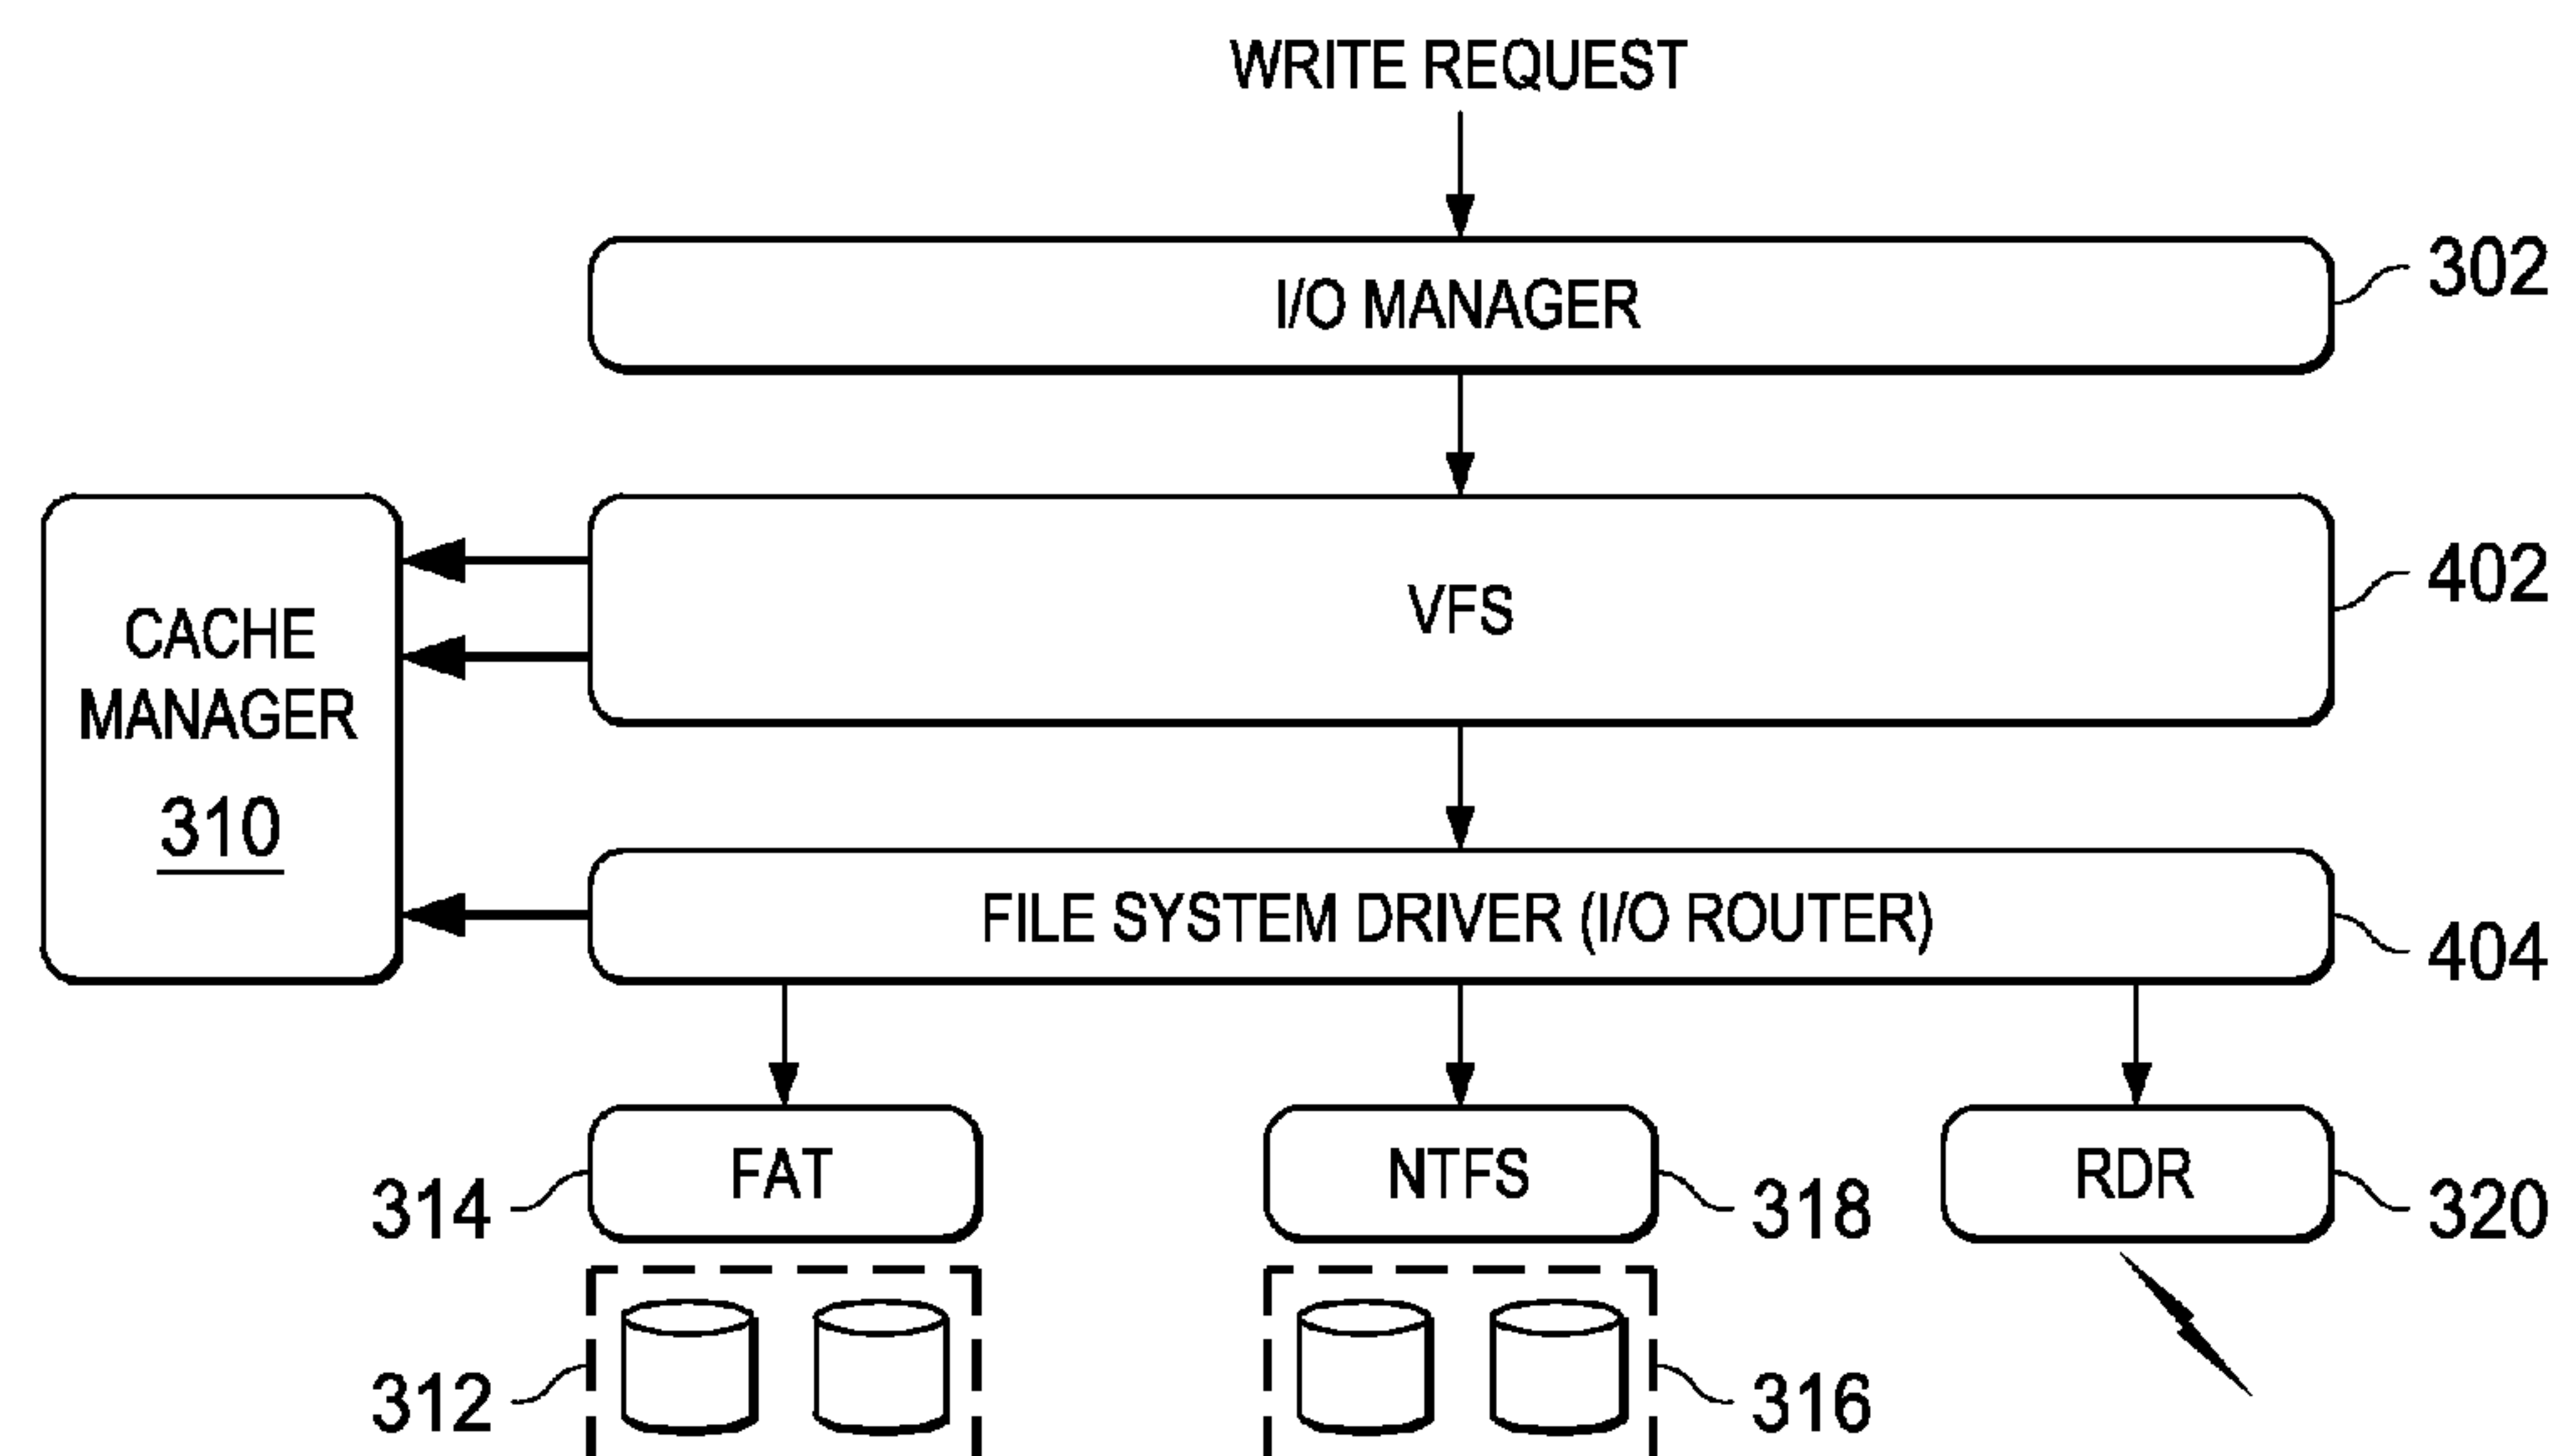 WRITE REQUEST
I/O MANAGER
302
CACHE
MANAGER
310
VFS
402
FILE SYSTEM DRIVER (I/O ROUTER)
404
314
FAT
NTFS
318
RDR
320
312
316